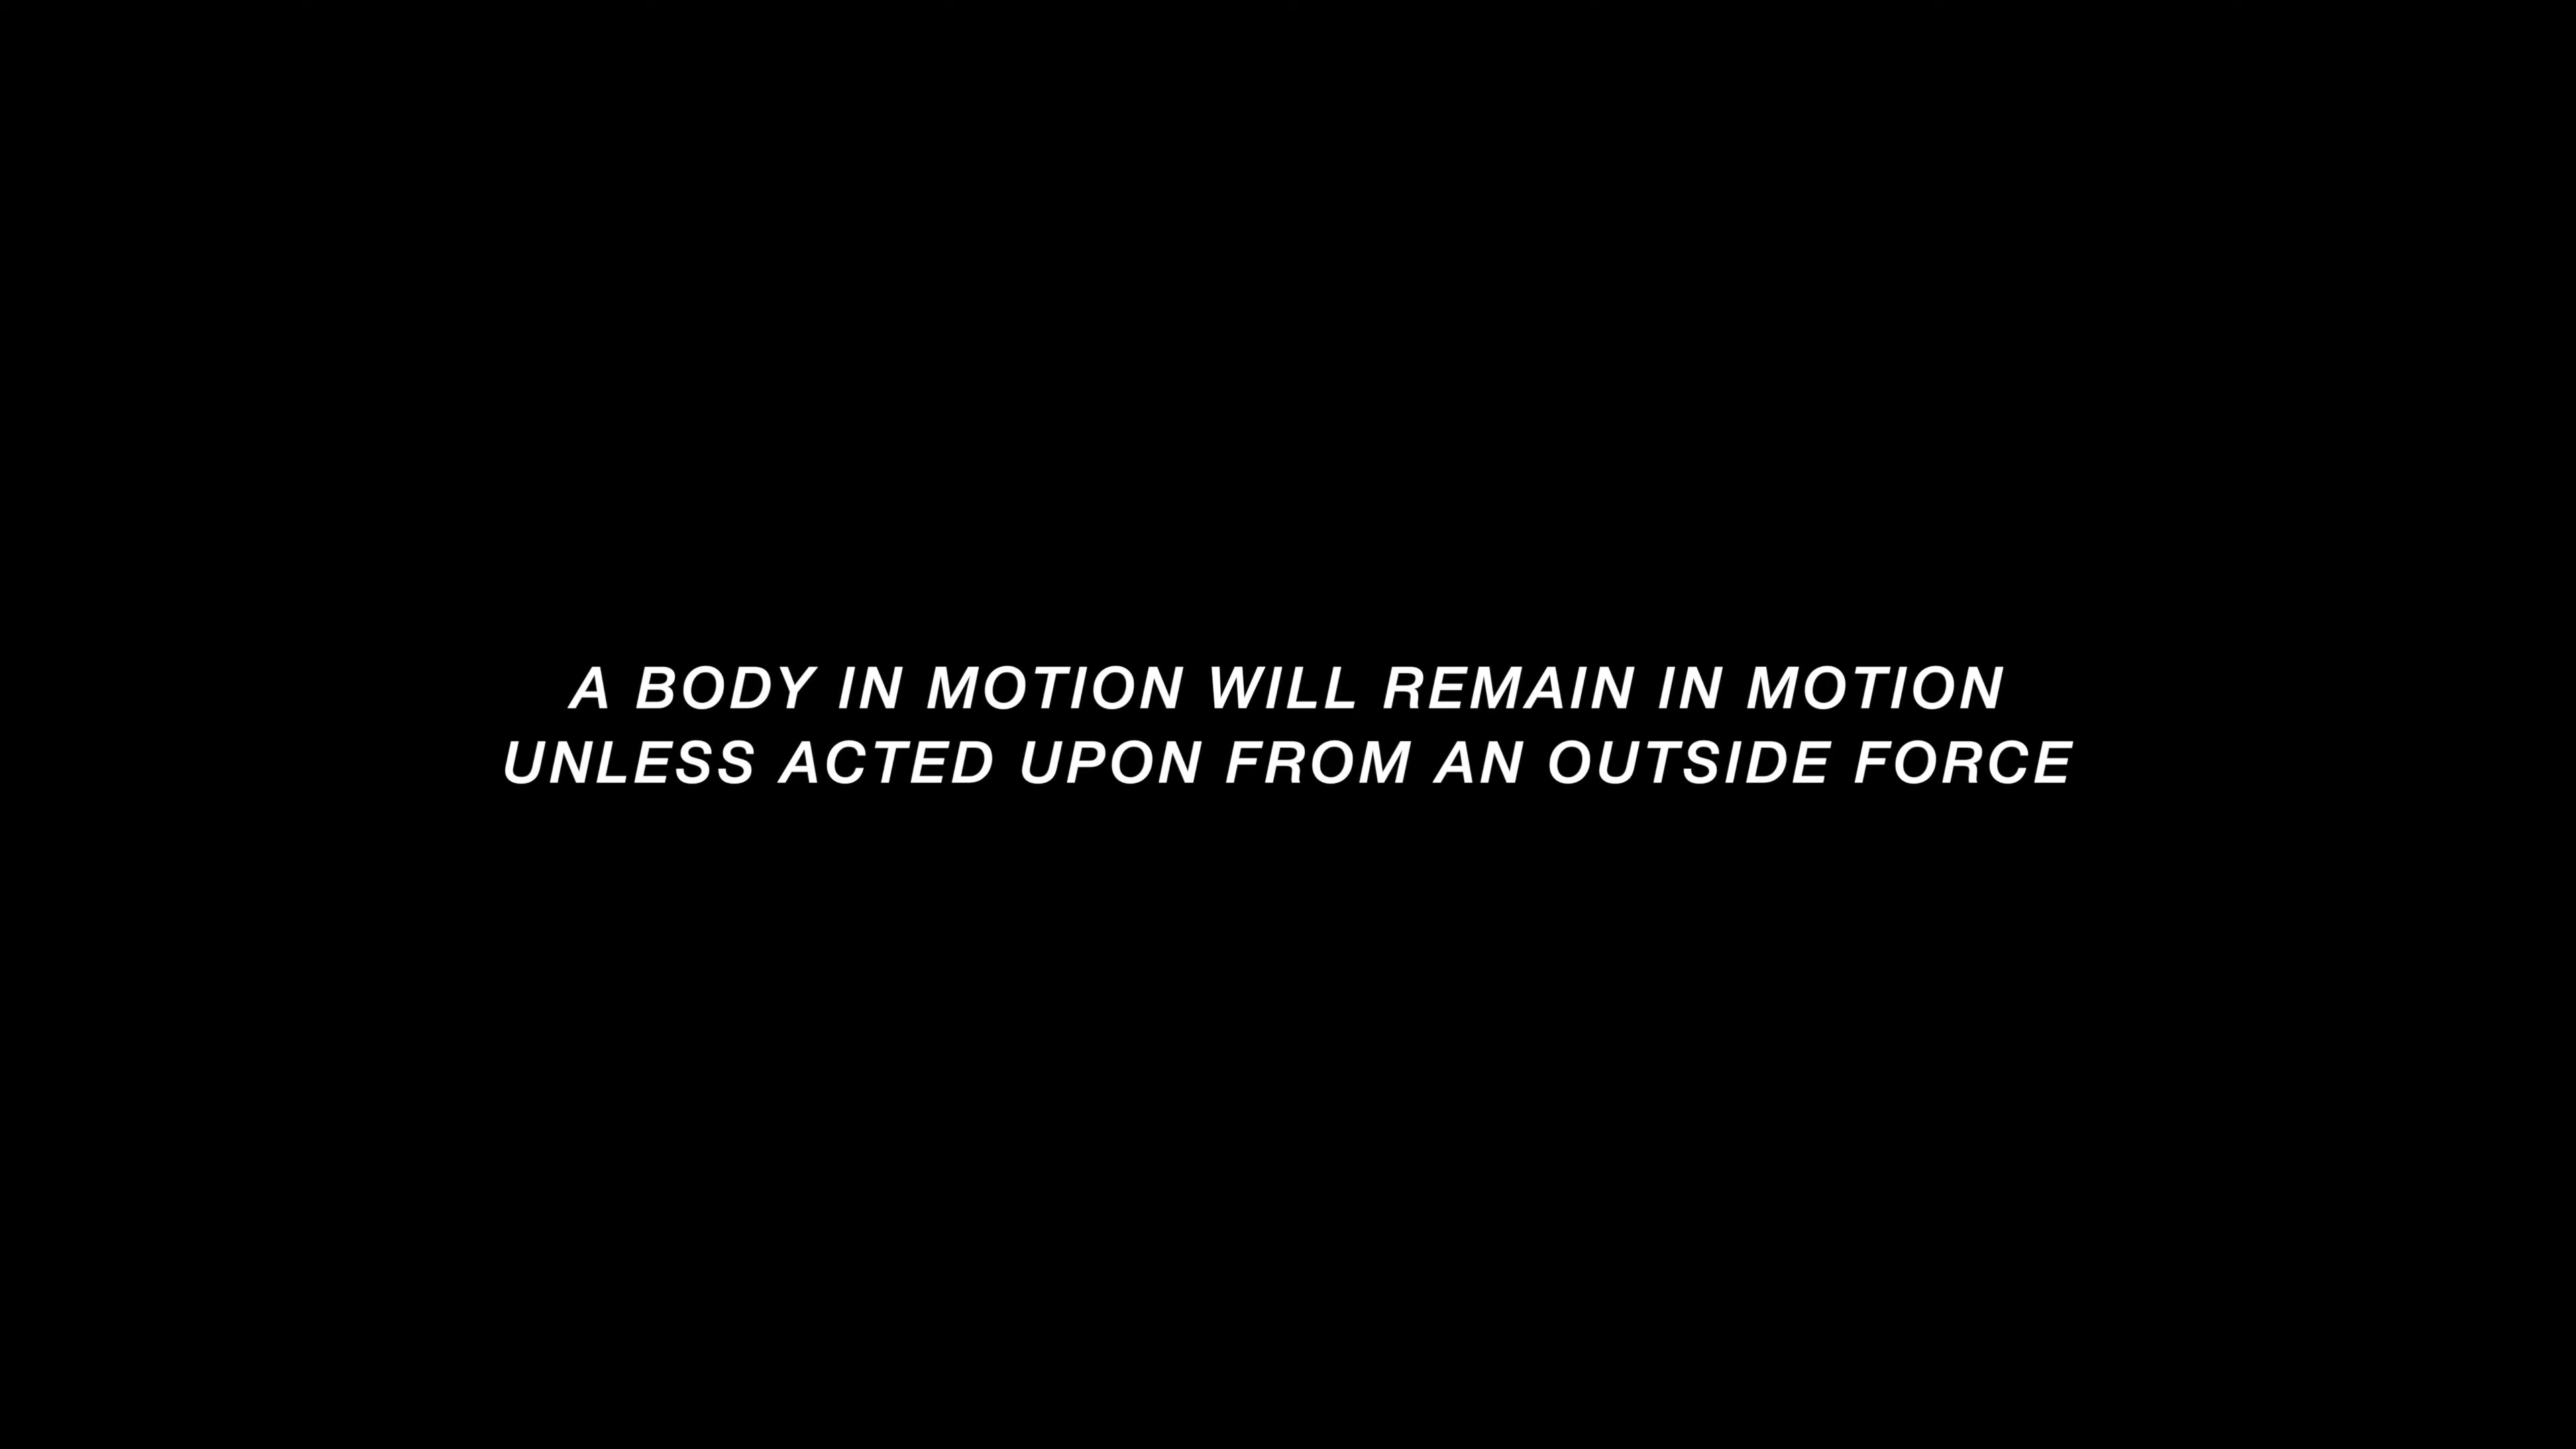 A BODY IN MOTION WILL REMAIN IN MOTION
UNLESS ACTED UPON FROM AN OUTSIDE FORCE